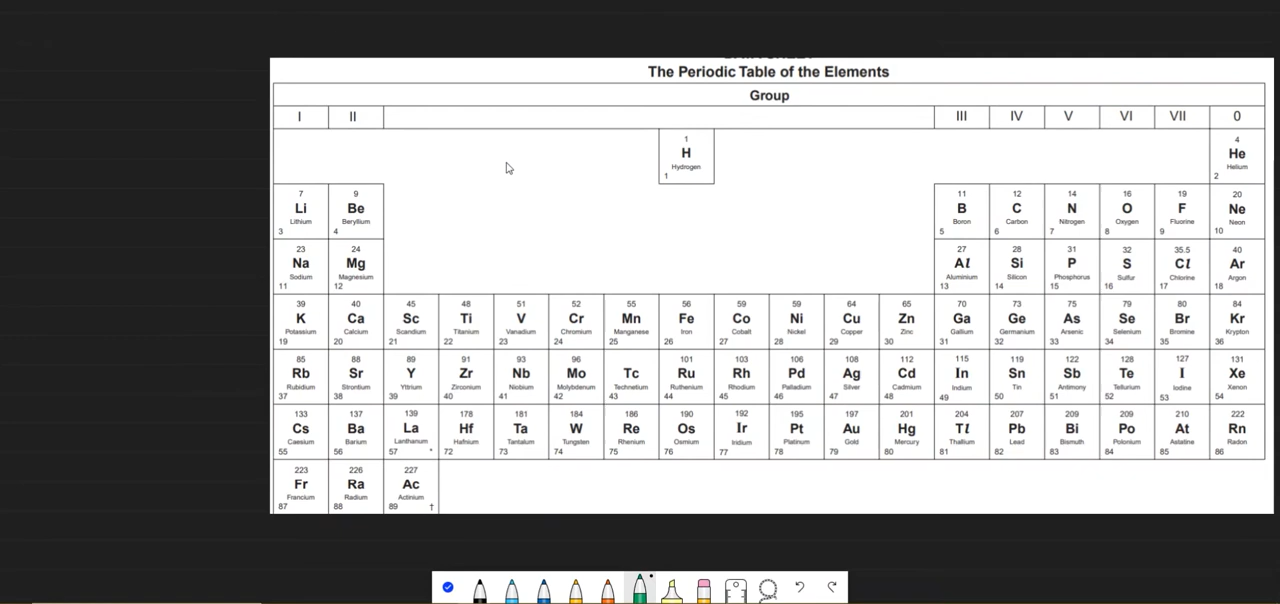 The Periodic Table of the Elements
Group
I II III IV V VI VII 0
1 4
H He
Hydrogen Helium
1 2
7 9 11 12 14 16 19 20
Li Be B C N O F Ne
Lithium Beryllium Boron Carbon Nitrogen Oxygen Fluorine Neon
3 4 5 6 7 8 9 10
23 24 27 28 31 32 35.5 40
Na Mg Al Si P S Cl Ar
Sodium Magnesium Aluminium Silicon Phosphorus Sulfur Chlorine Argon
11 12 13 14 15 16 17 18
39 40 45 48 51 52 55 56 59 59 64 65 70 73 75 79 80 84
K Ca Sc Ti V Cr Mn Fe Co Ni Cu Zn Ga Ge As Se Br Kr
Potassium Calcium Scandium Titanium Vanadium Chromium Manganese Iron Cobalt Nickel Copper Zinc Gallium Germanium Arsenic Selenium Bromine Krypton
19 20 21 22 23 24 25 26 27 28 29 30 31 32 33 34 35 36
85 88 89 91 93 96 101 103 106 108 112 115 119 122 128 127 131
Rb Sr Y Zr Nb Mo Tc Ru Rh Pd Ag Cd In Sn Sb Te I Xe
Rubidium Strontium Yttrium Zirconium Niobium Molybdenum Technetium Ruthenium Rhodium Palladium Silver Cadmium Indium Tin Antimony Tellurium Iodine Xenon
37 38 39 40 41 42 43 44 45 46 47 48 49 50 51 52 53 54
133 137 139 178 181 184 186 190 192 195 197 201 204 207 209 209 210 222
Cs Ba La Hf Ta W Re Os Ir Pt Au Hg Tl Pb Bi Po At Rn
Caesium Barium Lanthanum Hafnium Tantalum Tungsten Rhenium Osmium Iridium Platinum Gold Mercury Thallium Lead Bismuth Polonium Astatine Radon
55 56 57 * 72 73 74 75 76 77 78 79 80 81 82 83 84 85 86
223 226 227
Fr Ra Ac
Francium Radium Actinium
87 88 89 †